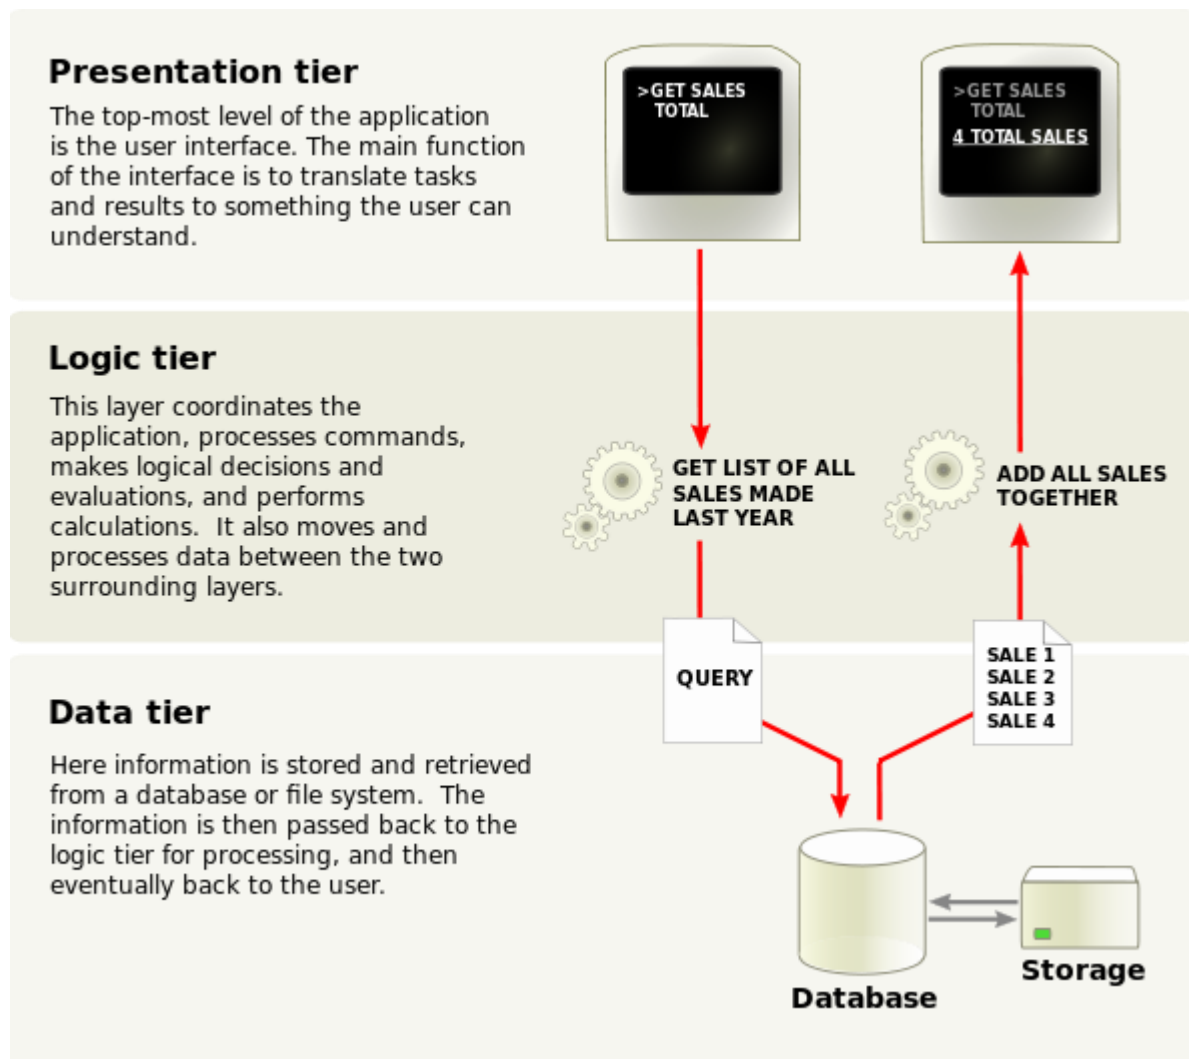 Presentation tier
The top-most level of the application
is the user interface. The main function
of the interface is to translate tasks
and results to something the user can
understand.
>GET SALES
TOTAL
>GET SALES
TOTAL
4 TOTAL SALES
Logic tier
This layer coordinates the
application, processes commands,
makes logical decisions and
evaluations, and performs
calculations.  It also moves and
processes data between the two
surrounding layers.
GET LIST OF ALL
SALES MADE
LAST YEAR
ADD ALL SALES
TOGETHER
QUERY
SALE 1
SALE 2
SALE 3
SALE 4
Data tier
Here information is stored and retrieved
from a database or file system.  The
information is then passed back to the
logic tier for processing, and then
eventually back to the user.
Database
Storage